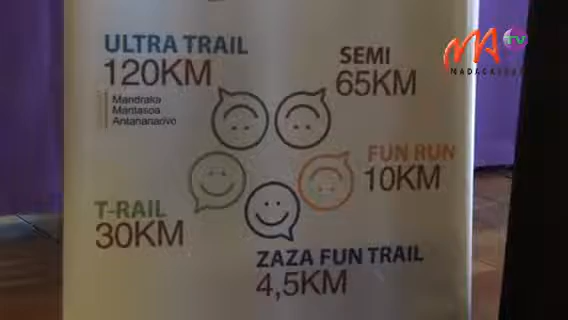 ULTRA TRAIL
120KM
Mandraka
Mantasoa
Antananarivo
SEMI
65KM
FUN RUN
10KM
T-RAIL
30KM
ZAZA FUN TRAIL
4,5KM
MA
TV